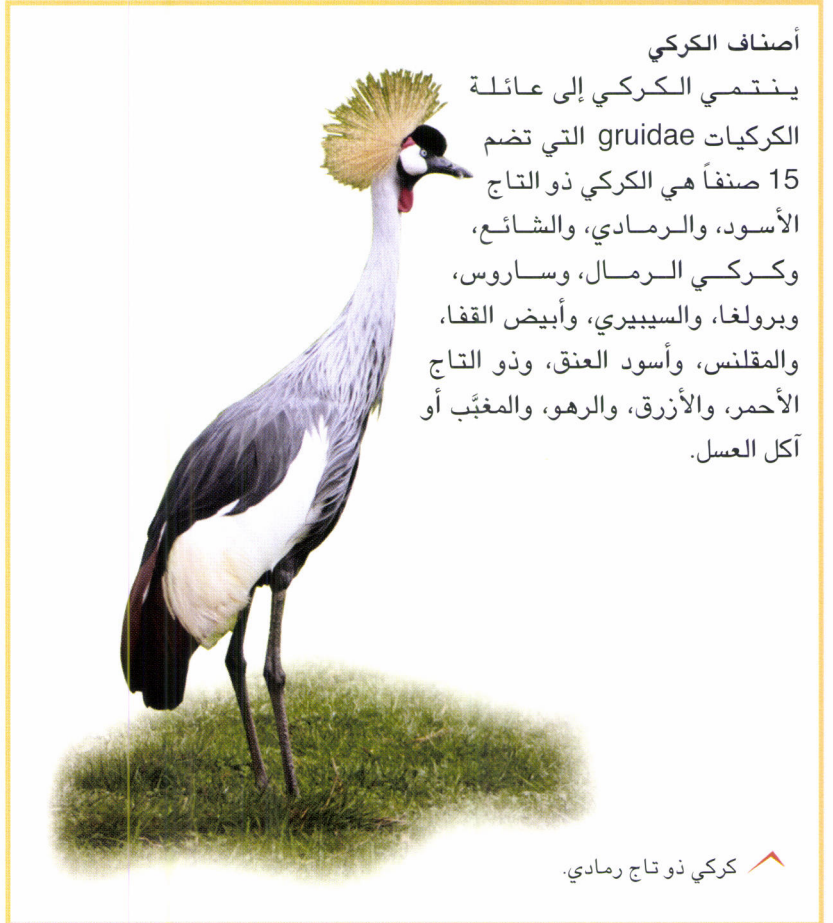 أصناف الكركي
ينتمي الكركي إلى عائلة
الكركيات gruidae التي تضم
15 صنفاً هي الكركي ذو التاج
الأسود، والرمادي، والشائع،
وكركي الرمال، وساروس،
وبرولغا، والسيبيري، وأبيض القفا،
والمقلنس، وأسود العنق، وذو التاج
الأحمر، والأزرق، والرهو، والمغبَّب أو
آكل العسل.
كركي ذو تاج رمادي.